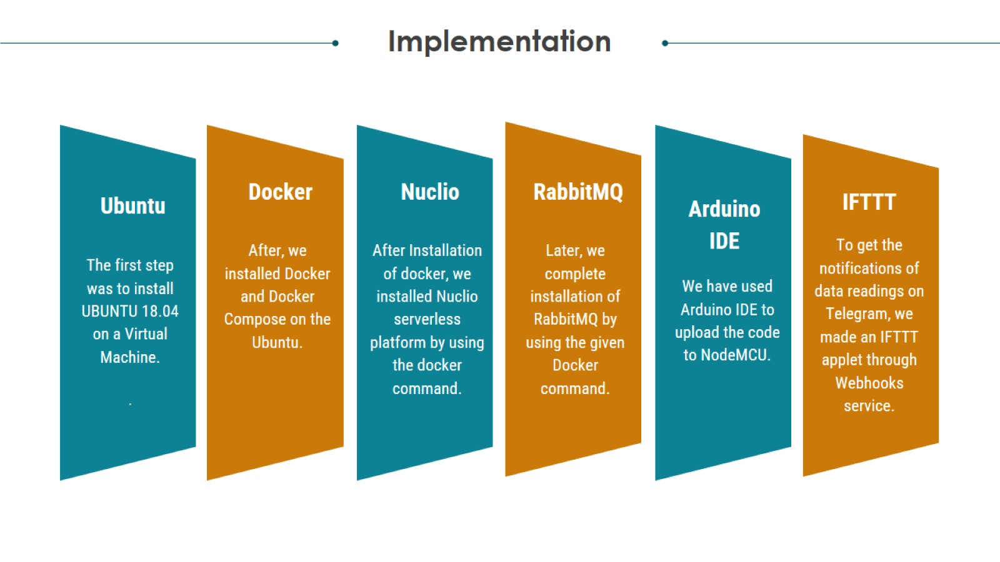 Implementation
Ubuntu
The first step
was to install
UBUNTU 18.04
on a Virtual
Machine.
.
Docker
After, we
installed Docker
and Docker
Compose on the
Ubuntu.
Nuclio
After Installation
of docker, we
installed Nuclio
serverless
platform by using
the docker
command.
RabbitMQ
Later, we
complete
installation of
RabbitMQ by
using the given
Docker
command.
Arduino
IDE
We have used
Arduino IDE to
upload the code
to NodeMCU.
IFTTT
To get the
notifications of
data readings on
Telegram, we
made an IFTTT
applet through
Webhooks
service.